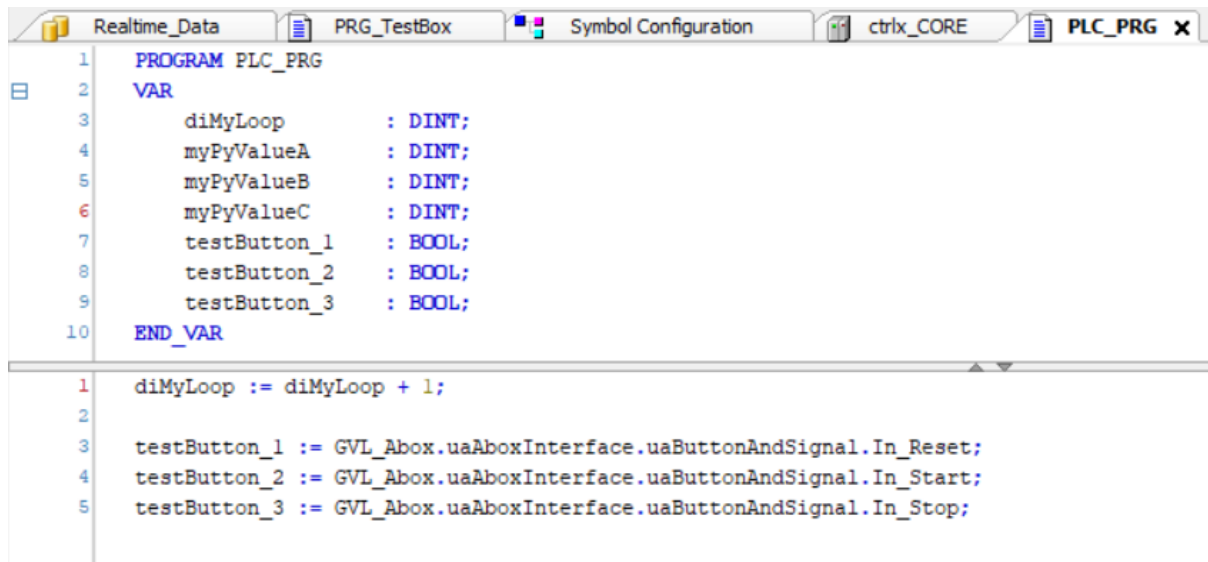 Realtime_Data PRG_TestBox Symbol Configuration ctrlx_CORE PLC_PRG X
1 PROGRAM PLC_PRG
2 VAR
3 diMyLoop : DINT;
4 myPyValueA : DINT;
5 myPyValueB : DINT;
6 myPyValueC : DINT;
7 testButton_1 : BOOL;
8 testButton_2 : BOOL;
9 testButton_3 : BOOL;
10 END_VAR
1 diMyLoop := diMyLoop + 1;
2
3 testButton_1 := GVL_Abox.uaAboxInterface.uaButtonAndSignal.In_Reset;
4 testButton_2 := GVL_Abox.uaAboxInterface.uaButtonAndSignal.In_Start;
5 testButton_3 := GVL_Abox.uaAboxInterface.uaButtonAndSignal.In_Stop;